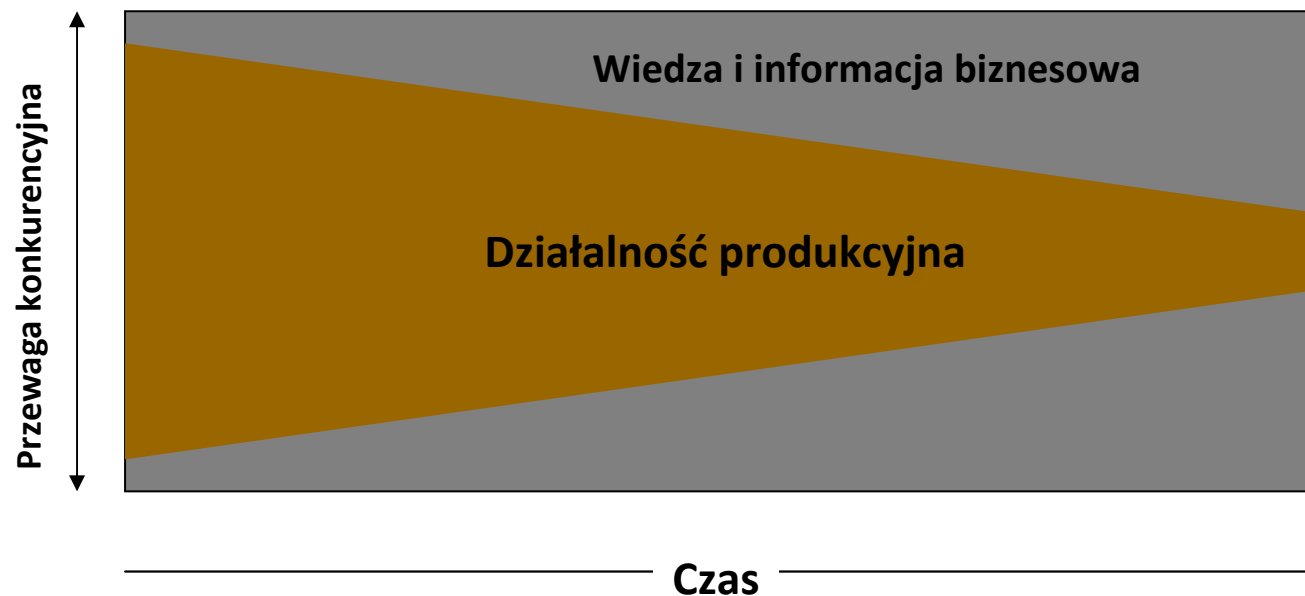 Przewaga konkurencyjna
Wiedza i informacja biznesowa
Działalność produkcyjna
Czas